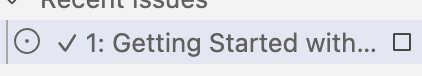 Recent Issues
✓ 1: Getting Started with...